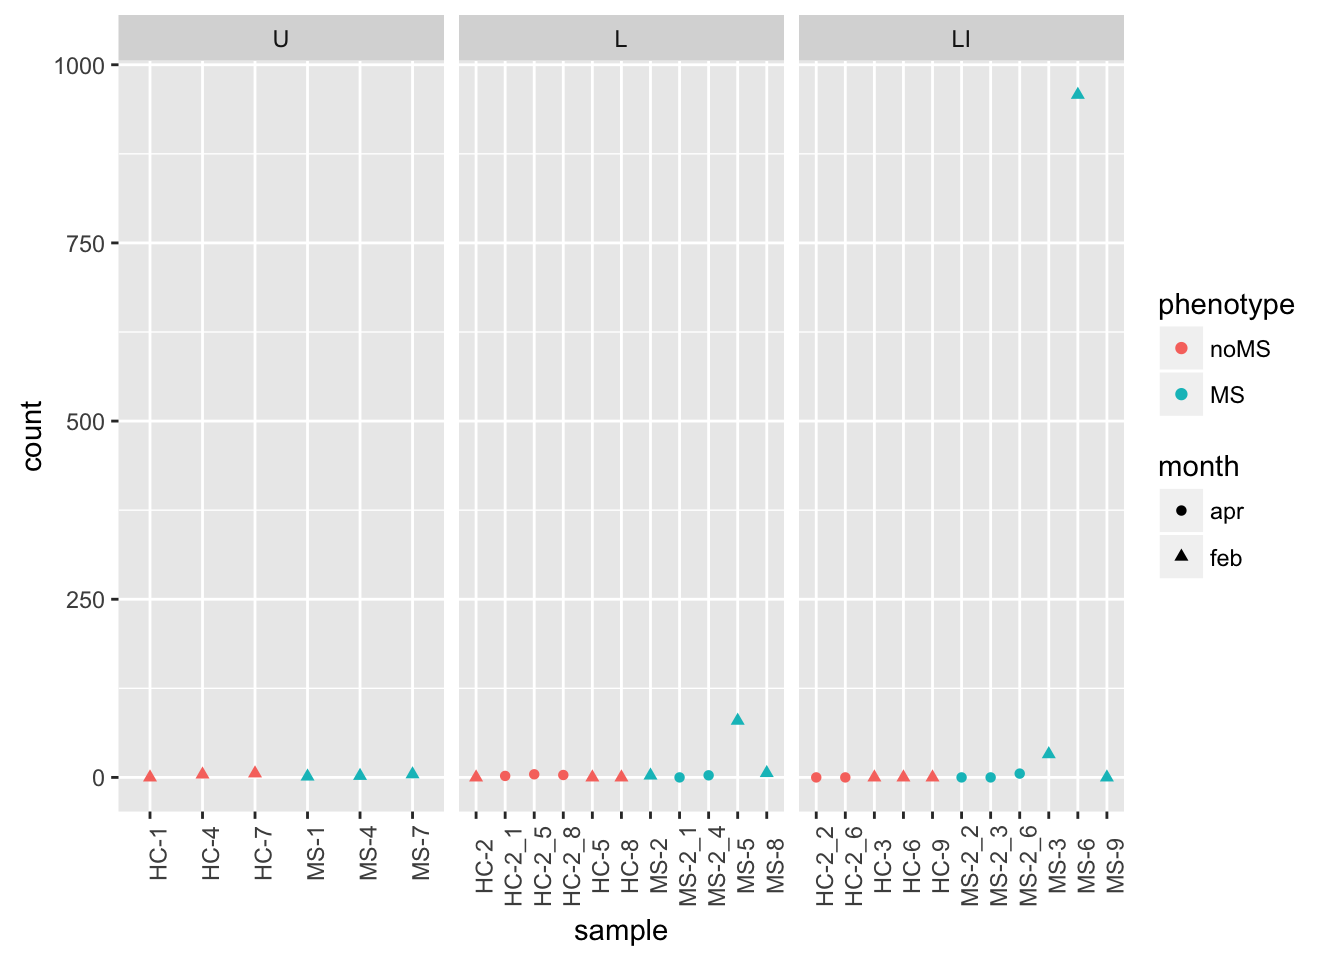 U L LI
1000
750
500
250
0
count
HC-1 HC-4 HC-7 MS-1 MS-4 MS-7
HC-2 HC-2_1 HC-2_5 HC-2_8 HC-5 HC-8 MS-2 MS-2_1 MS-2_4 MS-5 MS-8
HC-2_2 HC-2_6 HC-3 HC-6 HC-9 MS-2_2 MS-2_3 MS-2_6 MS-3 MS-6 MS-9
sample
phenotype
noMS
MS
month
apr
feb